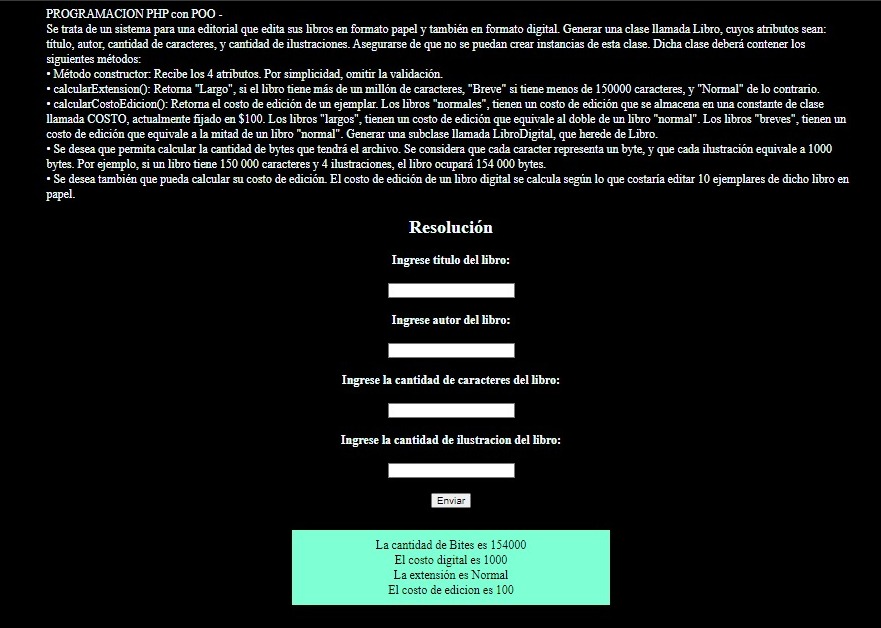 PROGRAMACION PHP con POO -
Se trata de un sistema para una editorial que edita sus libros en formato papel y también en formato digital. Generar una clase llamada Libro, cuyos atributos sean:
título, autor, cantidad de caracteres, y cantidad de ilustraciones. Asegurarse de que no se puedan crear instancias de esta clase. Dicha clase deberá contener los
siguientes métodos:
• Método constructor: Recibe los 4 atributos. Por simplicidad, omitir la validación.
• calcularExtension(): Retorna "Largo", si el libro tiene más de un millón de caracteres, "Breve" si tiene menos de 150000 caracteres, y "Normal" de lo contrario.
• calcularCostoEdicion(): Retorna el costo de edición de un ejemplar. Los libros "normales", tienen un costo de edición que se almacena en una constante de clase
llamada COSTO, actualmente fijado en $100. Los libros "largos", tienen un costo de edición que equivale al doble de un libro "normal". Los libros "breves", tienen un
costo de edición que equivale a la mitad de un libro "normal". Generar una subclase llamada LibroDigital, que herede de Libro.
• Se desea que permita calcular la cantidad de bytes que tendrá el archivo. Se considera que cada caracter representa un byte, y que cada ilustración equivale a 1000
bytes. Por ejemplo, si un libro tiene 150 000 caracteres y 4 ilustraciones, el libro ocupará 154 000 bytes.
• Se desea también que pueda calcular su costo de edición. El costo de edición de un libro digital se calcula según lo que costaría editar 10 ejemplares de dicho libro en
papel.
Resolución
Ingrese titulo del libro:
Ingrese autor del libro:
Ingrese la cantidad de caracteres del libro:
Ingrese la cantidad de ilustracion del libro:
Enviar
La cantidad de Bites es 154000
El costo digital es 1000
La extensión es Normal
El costo de edicion es 100